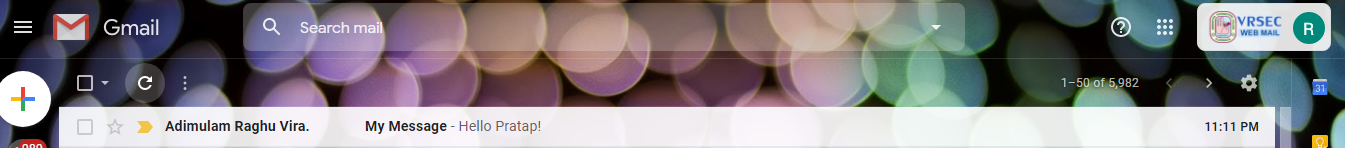 Gmail
Search mail
VRSEC
WEB MAIL
R
1–50 of 5,982
31
Adimulam Raghu Vira. My Message - Hello Pratap! 11:11 PM